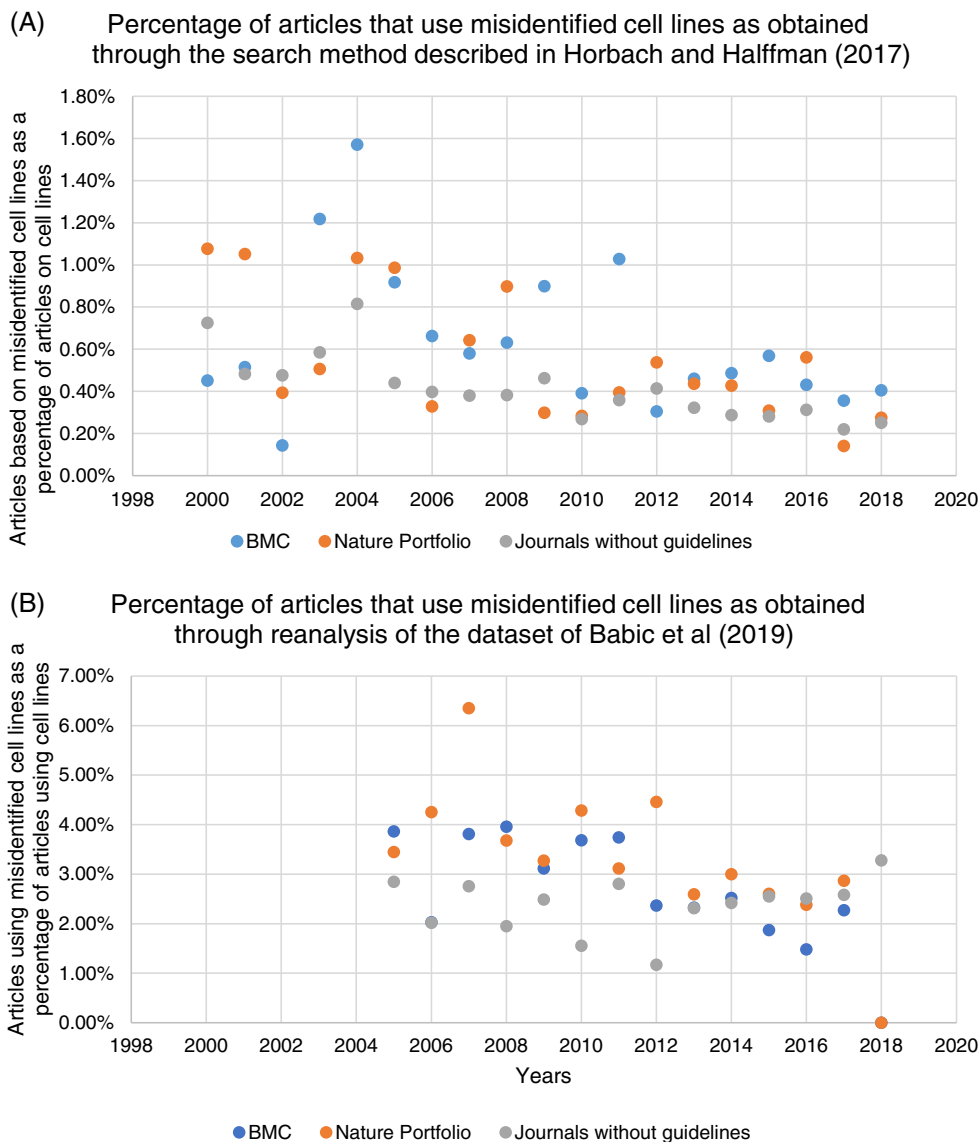 (A) Percentage of articles that use misidentified cell lines as obtained
through the search method described in Horbach and Halffman (2017)
Articles based on misidentified cell lines as a
percentage of articles on cell lines
1.80%
1.60%
1.40%
1.20%
1.00%
0.80%
0.60%
0.40%
0.20%
0.00%
1998 2000 2002 2004 2006 2008 2010 2012 2014 2016 2018 2020
BMC Nature Portfolio Journals without guidelines
(B) Percentage of articles that use misidentified cell lines as obtained
through reanalysis of the dataset of Babic et al (2019)
Articles using misidentified cell lines as a
percentage of articles using cell lines
7.00%
6.00%
5.00%
4.00%
3.00%
2.00%
1.00%
0.00%
1998 2000 2002 2004 2006 2008 2010 2012 2014 2016 2018 2020
Years
BMC Nature Portfolio Journals without guidelines